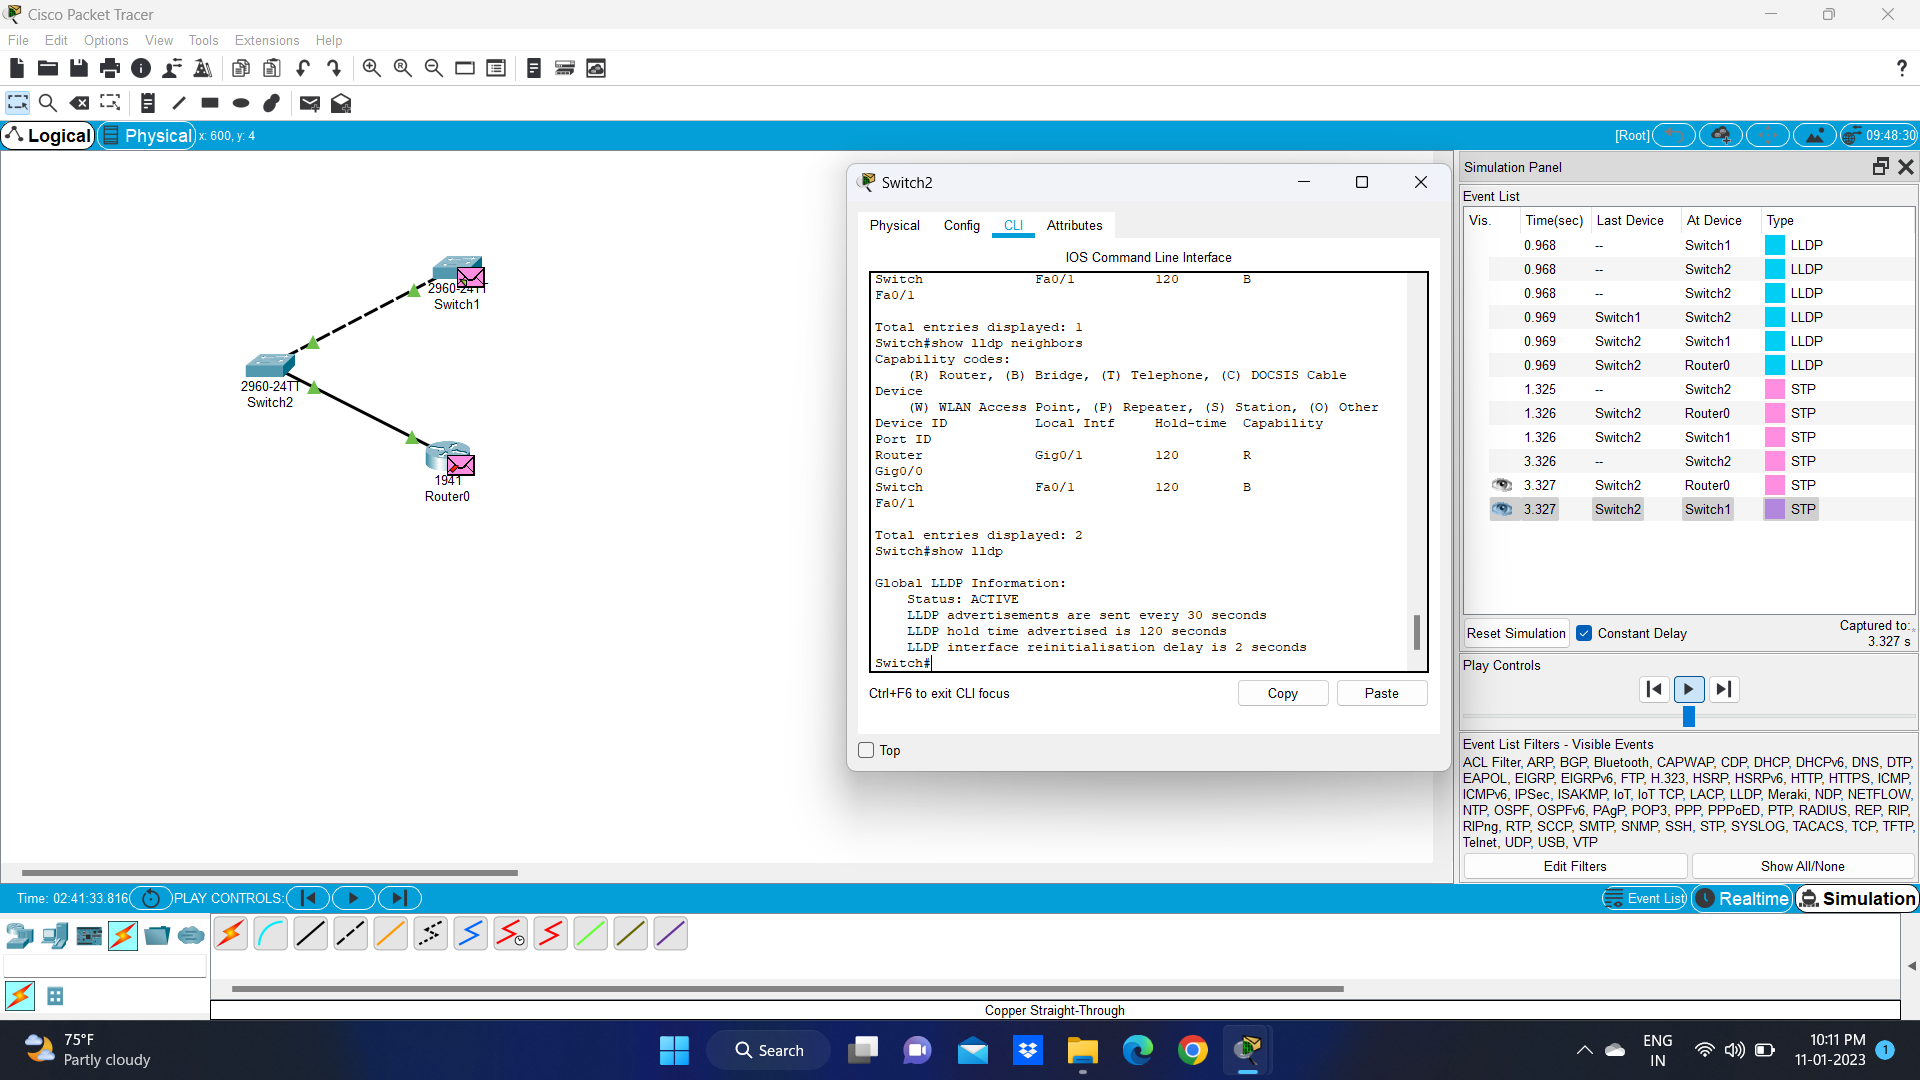 Cisco Packet Tracer
File Edit Options View Tools Extensions Help
Logical Physical x: 600, y: 4
[Root] 09:48:30
2960-24TT
Switch1
2960-24TT
Switch2
1941
Router0
Switch2
Physical Config CLI Attributes
IOS Command Line Interface
Switch Fa0/1 120 B
Fa0/1
Total entries displayed: 1
Switch#show lldp neighbors
Capability codes:
(R) Router, (B) Bridge, (T) Telephone, (C) DOCSIS Cable
Device
(W) WLAN Access Point, (P) Repeater, (S) Station, (O) Other
Device ID Local Intf Hold-time Capability
Port ID
Router Gig0/1 120 R
Gig0/0
Switch Fa0/1 120 B
Fa0/1
Total entries displayed: 2
Switch#show lldp
Global LLDP Information:
Status: ACTIVE
LLDP advertisements are sent every 30 seconds
LLDP hold time advertised is 120 seconds
LLDP interface reinitialisation delay is 2 seconds
Switch#
Ctrl+F6 to exit CLI focus
Copy Paste
Top
Simulation Panel
Event List
Vis. Time(sec) Last Device At Device Type
0.968 -- Switch1 LLDP
0.968 -- Switch2 LLDP
0.968 -- Switch2 LLDP
0.969 Switch1 Switch2 LLDP
0.969 Switch2 Switch1 LLDP
0.969 Switch2 Router0 LLDP
1.325 -- Switch2 STP
1.326 Switch2 Router0 STP
1.326 Switch2 Switch1 STP
3.326 -- Switch2 STP
3.327 Switch2 Router0 STP
3.327 Switch2 Switch1 STP
Reset Simulation Constant Delay Captured to:
3.327 s
Play Controls
Event List Filters - Visible Events
ACL Filter, ARP, BGP, Bluetooth, CAPWAP, CDP, DHCP, DHCPv6, DNS, DTP,
EAPOL, EIGRP, EIGRPv6, FTP, H.323, HSRP, HSRPv6, HTTP, HTTPS, ICMP,
ICMPv6, IPSec, ISAKMP, IoT, IoT TCP, LACP, LLDP, Meraki, NDP, NETFLOW,
NTP, OSPF, OSPFv6, PAgP, POP3, PPP, PPPoED, PTP, RADIUS, REP, RIP,
RIPng, RTP, SCCP, SMTP, SNMP, SSH, STP, SYSLOG, TACACS, TCP, TFTP,
Telnet, UDP, USB, VTP
Edit Filters Show All/None
Time: 02:41:33.816 PLAY CONTROLS:
Event List Realtime Simulation
Copper Straight-Through
75°F
Partly cloudy
Search
ENG
IN
10:11 PM
11-01-2023
1